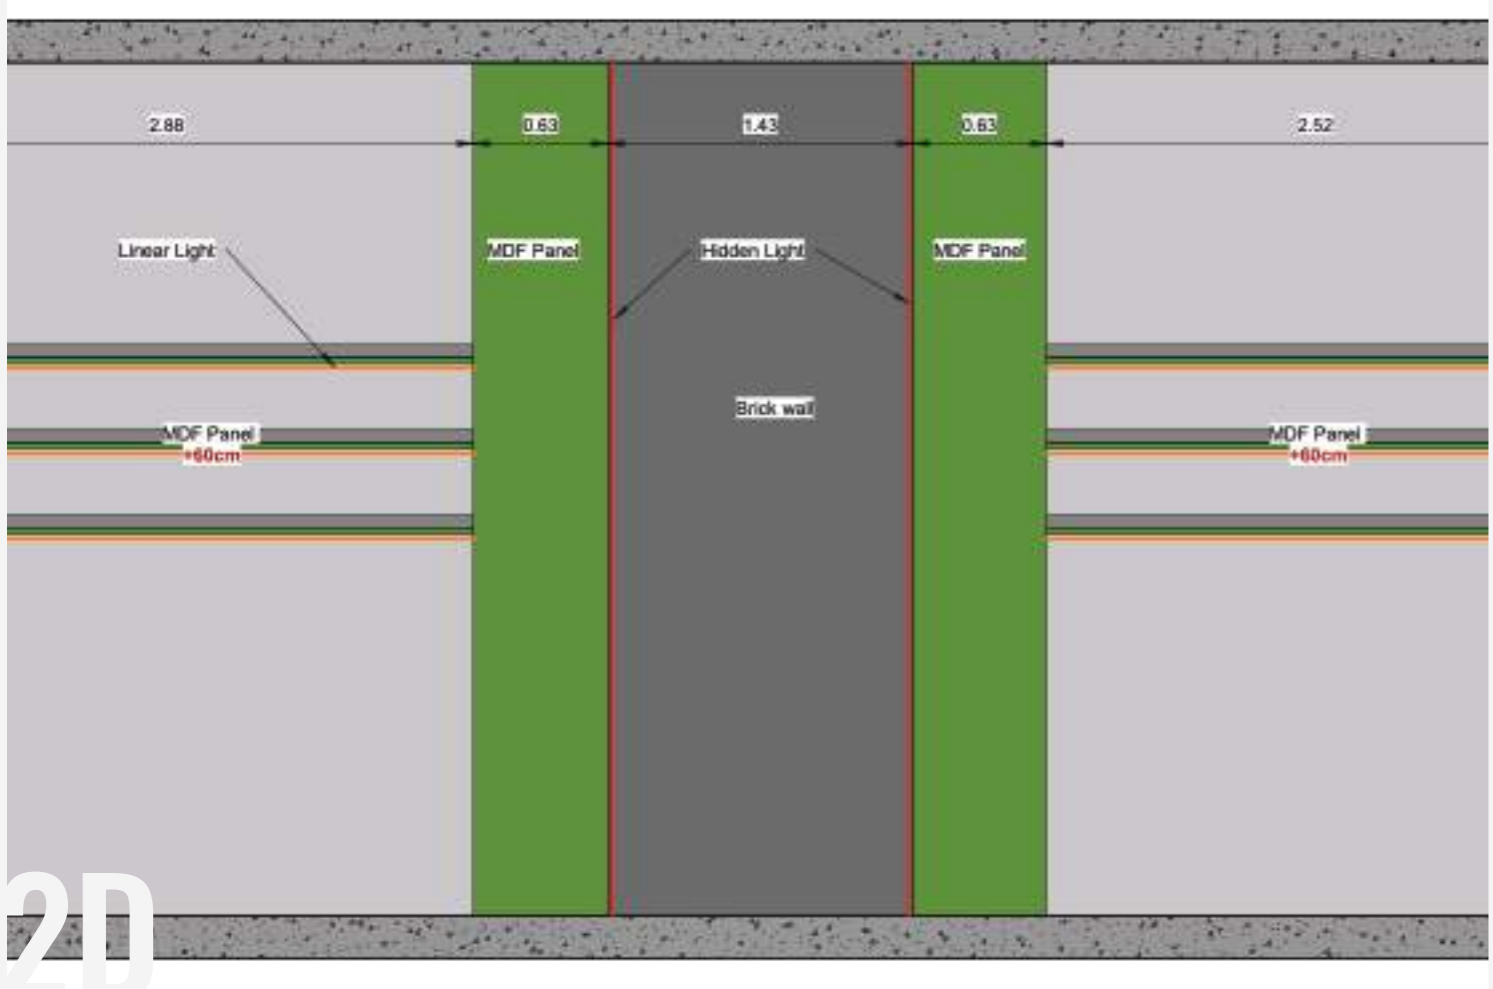 2.88
0.63
1.43
0.63
2.52
Linear Light
MDF Panel
Hidden Light
MDF Panel
Brick wall
MDF Panel
+60cm
MDF Panel
+60cm
2D